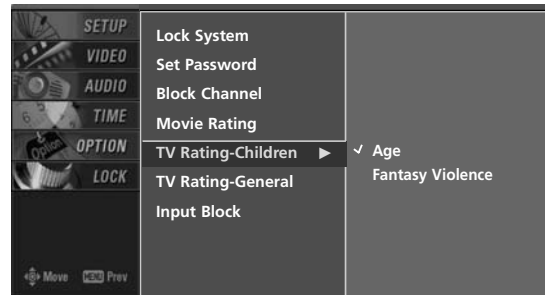 SETUP
VIDEO
AUDIO
TIME
OPTION
LOCK
Move MENU Prev
Lock System
Set Password
Block Channel
Movie Rating
TV Rating-Children ▶
TV Rating-General
Input Block
✓ Age
Fantasy Violence